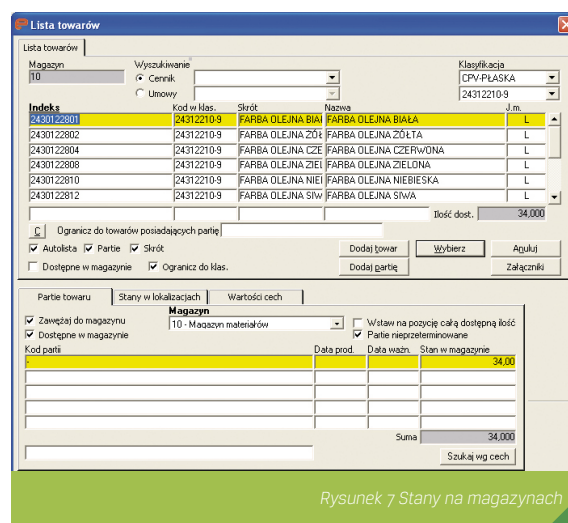 Lista towarów
Lista towarów
Magazyn Wyszukiwanie Klasyfikacja
10 Cennik CPV-PŁASKA
Umowy 24312210-9
Indeks Kod w klas. Skrót Nazwa J.m.
2430122801 24312210-9 FARBA OLEJNA BIAŁ FARBA OLEJNA BIAŁA L
2430122802 24312210-9 FARBA OLEJNA ŻÓŁ FARBA OLEJNA ŻÓŁTA L
2430122804 24312210-9 FARBA OLEJNA CZE FARBA OLEJNA CZERWONA L
2430122808 24312210-9 FARBA OLEJNA ZIEL FARBA OLEJNA ZIELONA L
2430122810 24312210-9 FARBA OLEJNA NIEI FARBA OLEJNA NIEBIESKA L
2430122812 24312210-9 FARBA OLEJNA SIW FARBA OLEJNA SIWA L
Ilość dost. 34,000
C Ogranicz do towarów posiadających partię
Autolista Partie Skrót Dodaj towar Wybierz Anuluj
Dostępne w magazynie Ogranicz do klas. Dodaj partię Załączniki
Partie towaru Stany w lokalizacjach Wartości cech
Magazyn
Zawężaj do magazynu 10 - Magazyn materiałów Wstaw na pozycję całą dostępną ilość
Dostępne w magazynie Partie nieprzeterminowane
Kod partii Data prod. Data ważn. Stan w magazynie
- 34,00
Suma 34,000
Szukaj wg cech
Rysunek 7 Stany na magazynach